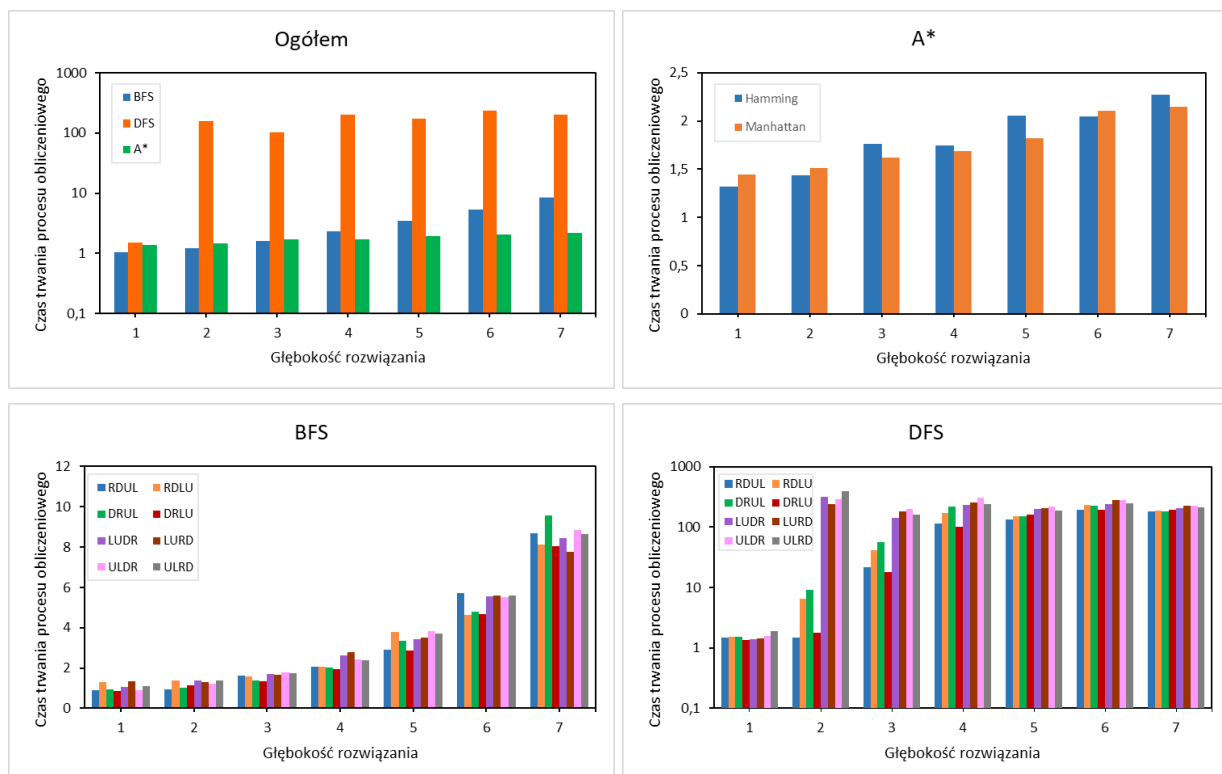 Ogółem
Czas trwania procesu obliczeniowego
1000
100
10
1
0,1
BFS
DFS
A*
1 2 3 4 5 6 7
Głębokość rozwiązania
A*
Czas trwania procesu obliczeniowego
2,5
2
1,5
1
0,5
0
Hamming
Manhattan
1 2 3 4 5 6 7
Głębokość rozwiązania
BFS
Czas trwania procesu obliczeniowego
12
10
8
6
4
2
0
RDUL RDLU
DRUL DRLU
LUDR LURD
ULDR ULRD
1 2 3 4 5 6 7
Głębokość rozwiązania
DFS
Czas trwania procesu obliczeniowego
1000
100
10
1
0,1
RDUL RDLU
DRUL DRLU
LUDR LURD
ULDR ULRD
1 2 3 4 5 6 7
Głębokość rozwiązania